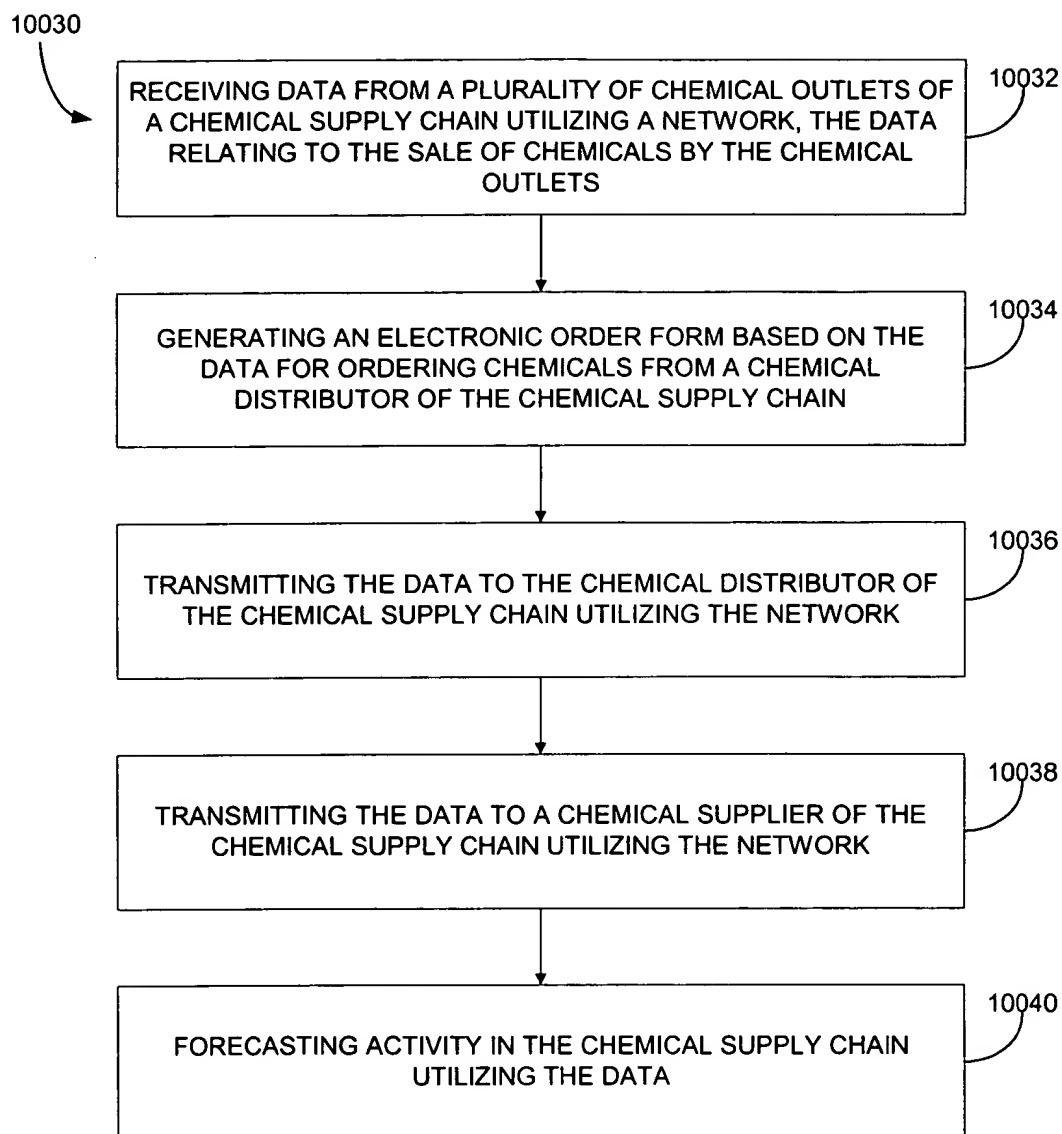 10030
RECEIVING DATA FROM A PLURALITY OF CHEMICAL OUTLETS OF
A CHEMICAL SUPPLY CHAIN UTILIZING A NETWORK, THE DATA
RELATING TO THE SALE OF CHEMICALS BY THE CHEMICAL
OUTLETS
10032
GENERATING AN ELECTRONIC ORDER FORM BASED ON THE
DATA FOR ORDERING CHEMICALS FROM A CHEMICAL
DISTRIBUTOR OF THE CHEMICAL SUPPLY CHAIN
10034
TRANSMITTING THE DATA TO THE CHEMICAL DISTRIBUTOR OF
THE CHEMICAL SUPPLY CHAIN UTILIZING THE NETWORK
10036
TRANSMITTING THE DATA TO A CHEMICAL SUPPLIER OF THE
CHEMICAL SUPPLY CHAIN UTILIZING THE NETWORK
10038
FORECASTING ACTIVITY IN THE CHEMICAL SUPPLY CHAIN
UTILIZING THE DATA
10040